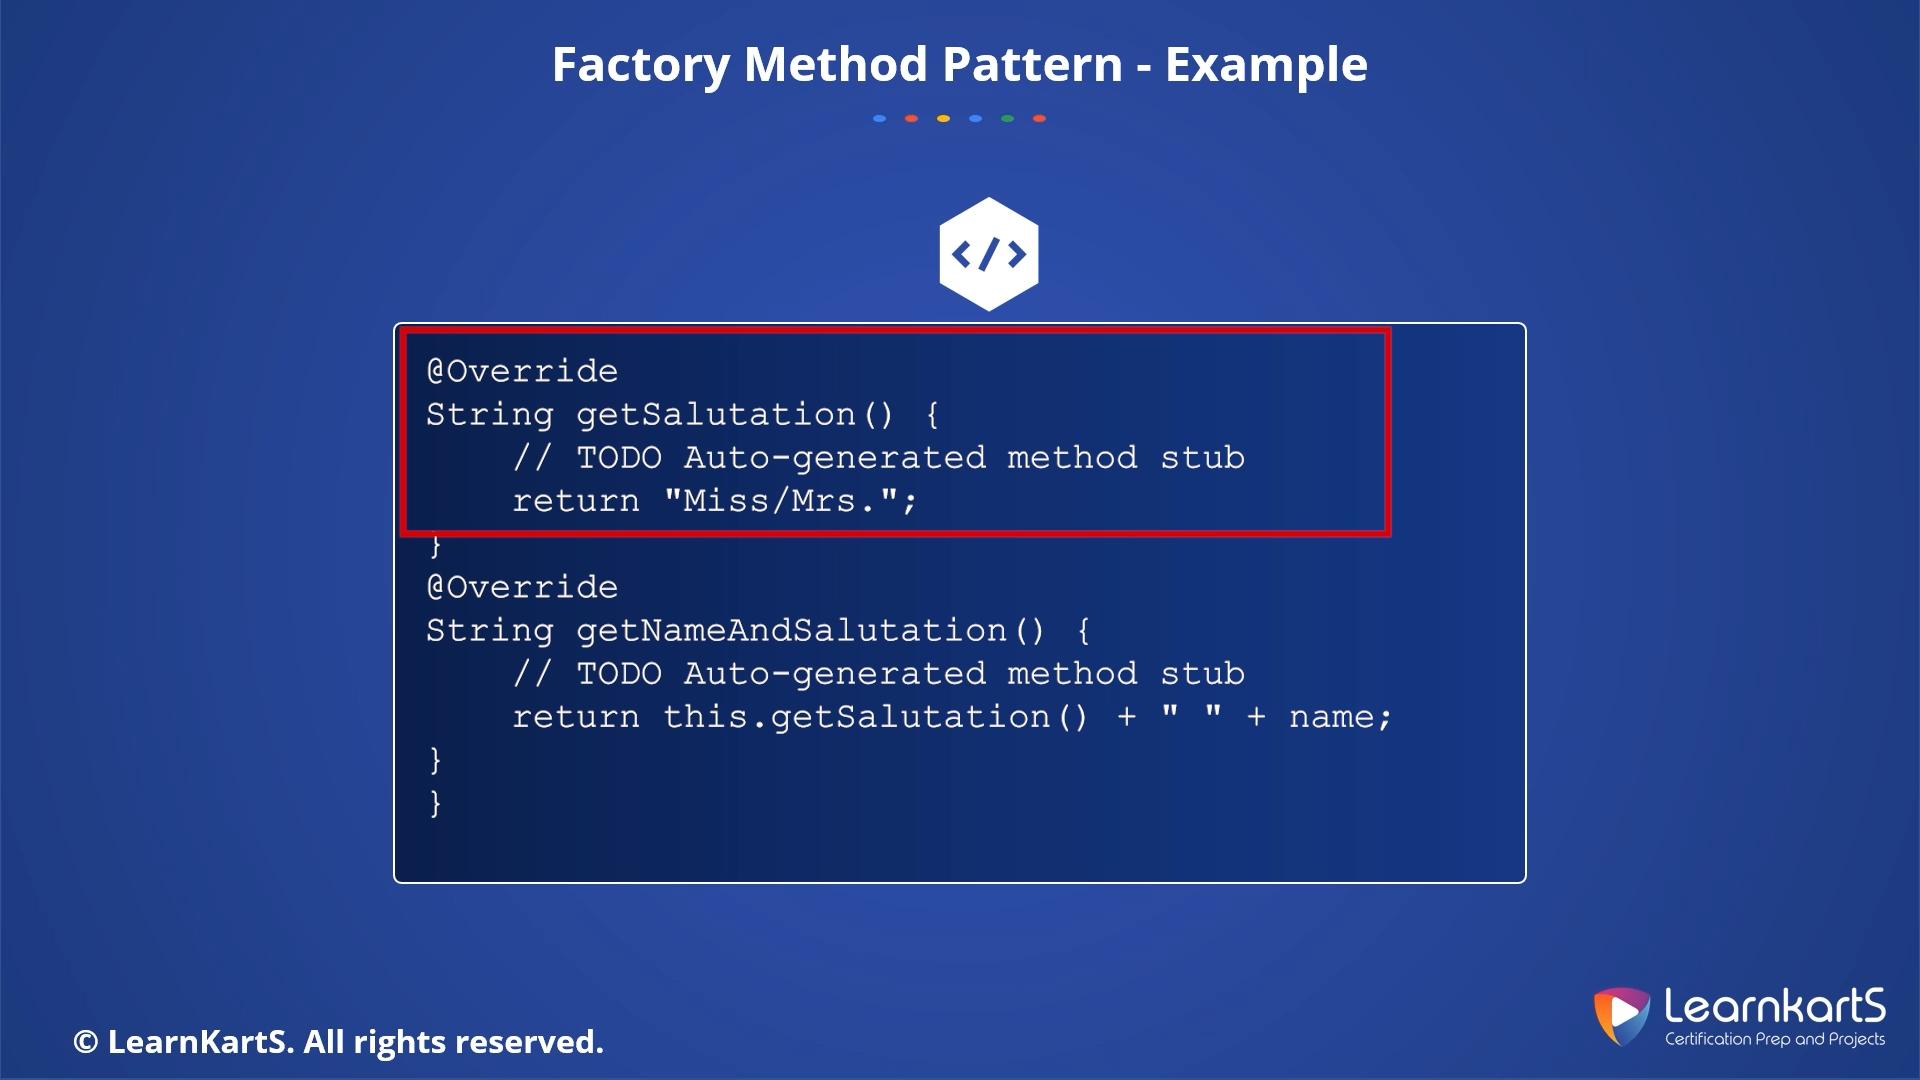 Factory Method Pattern - Example
</>
@Override
String getSalutation() {
    // TODO Auto-generated method stub
    return "Miss/Mrs.";
}
@Override
String getNameAndSalutation() {
    // TODO Auto-generated method stub
    return this.getSalutation() + " " + name;
}
}
© LearnKartS. All rights reserved.
LearnkartS
Certification Prep and Projects